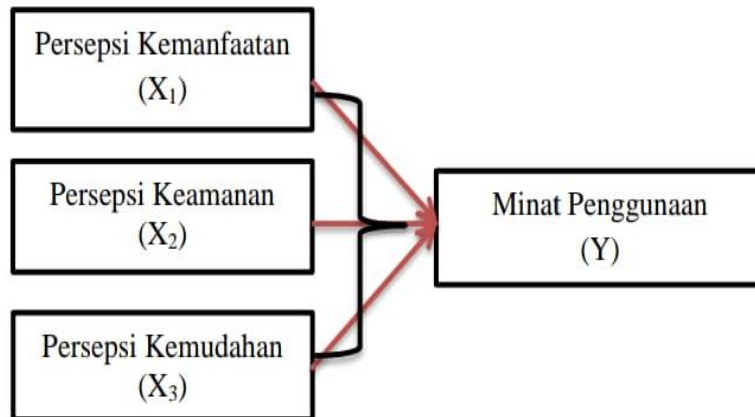 Persepsi Kemanfaatan
(X₁)
Persepsi Keamanan
(X₂)
Persepsi Kemudahan
(X₃)
Minat Penggunaan
(Y)